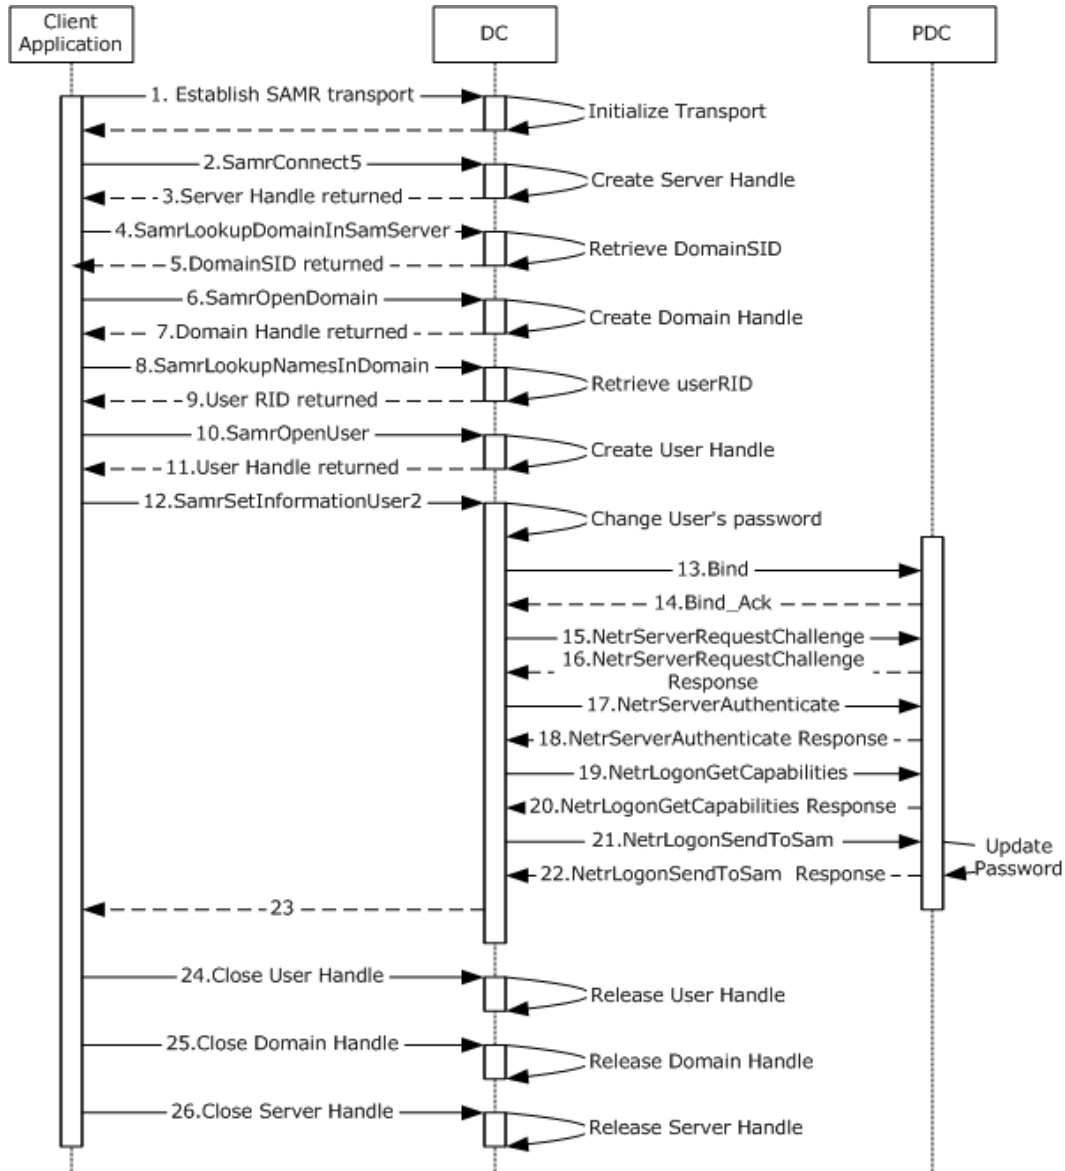 Client
Application
DC
PDC
1. Establish SAMR transport
Initialize Transport
2.SamrConnect5
Create Server Handle
3.Server Handle returned
4.SamrLookupDomainInSamServer
Retrieve DomainSID
5.DomainSID returned
6.SamrOpenDomain
Create Domain Handle
7.Domain Handle returned
8.SamrLookupNamesInDomain
Retrieve userRID
9.User RID returned
10.SamrOpenUser
Create User Handle
11.User Handle returned
12.SamrSetInformationUser2
Change User's password
13.Bind
14.Bind_Ack
15.NetrServerRequestChallenge
16.NetrServerRequestChallenge
Response
17.NetrServerAuthenticate
18.NetrServerAuthenticate Response
19.NetrLogonGetCapabilities
20.NetrLogonGetCapabilities Response
21.NetrLogonSendToSam
Update
Password
22.NetrLogonSendToSam Response
23
24.Close User Handle
Release User Handle
25.Close Domain Handle
Release Domain Handle
26.Close Server Handle
Release Server Handle